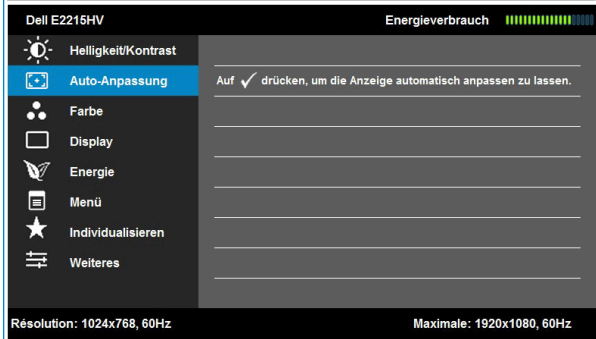 Dell E2215HV Energieverbrauch
Helligkeit/Kontrast
Auto-Anpassung Auf ✓ drücken, um die Anzeige automatisch anpassen zu lassen.
Farbe
Display
Energie
Menü
Individualisieren
Weiteres
Résolution: 1024x768, 60Hz Maximale: 1920x1080, 60Hz